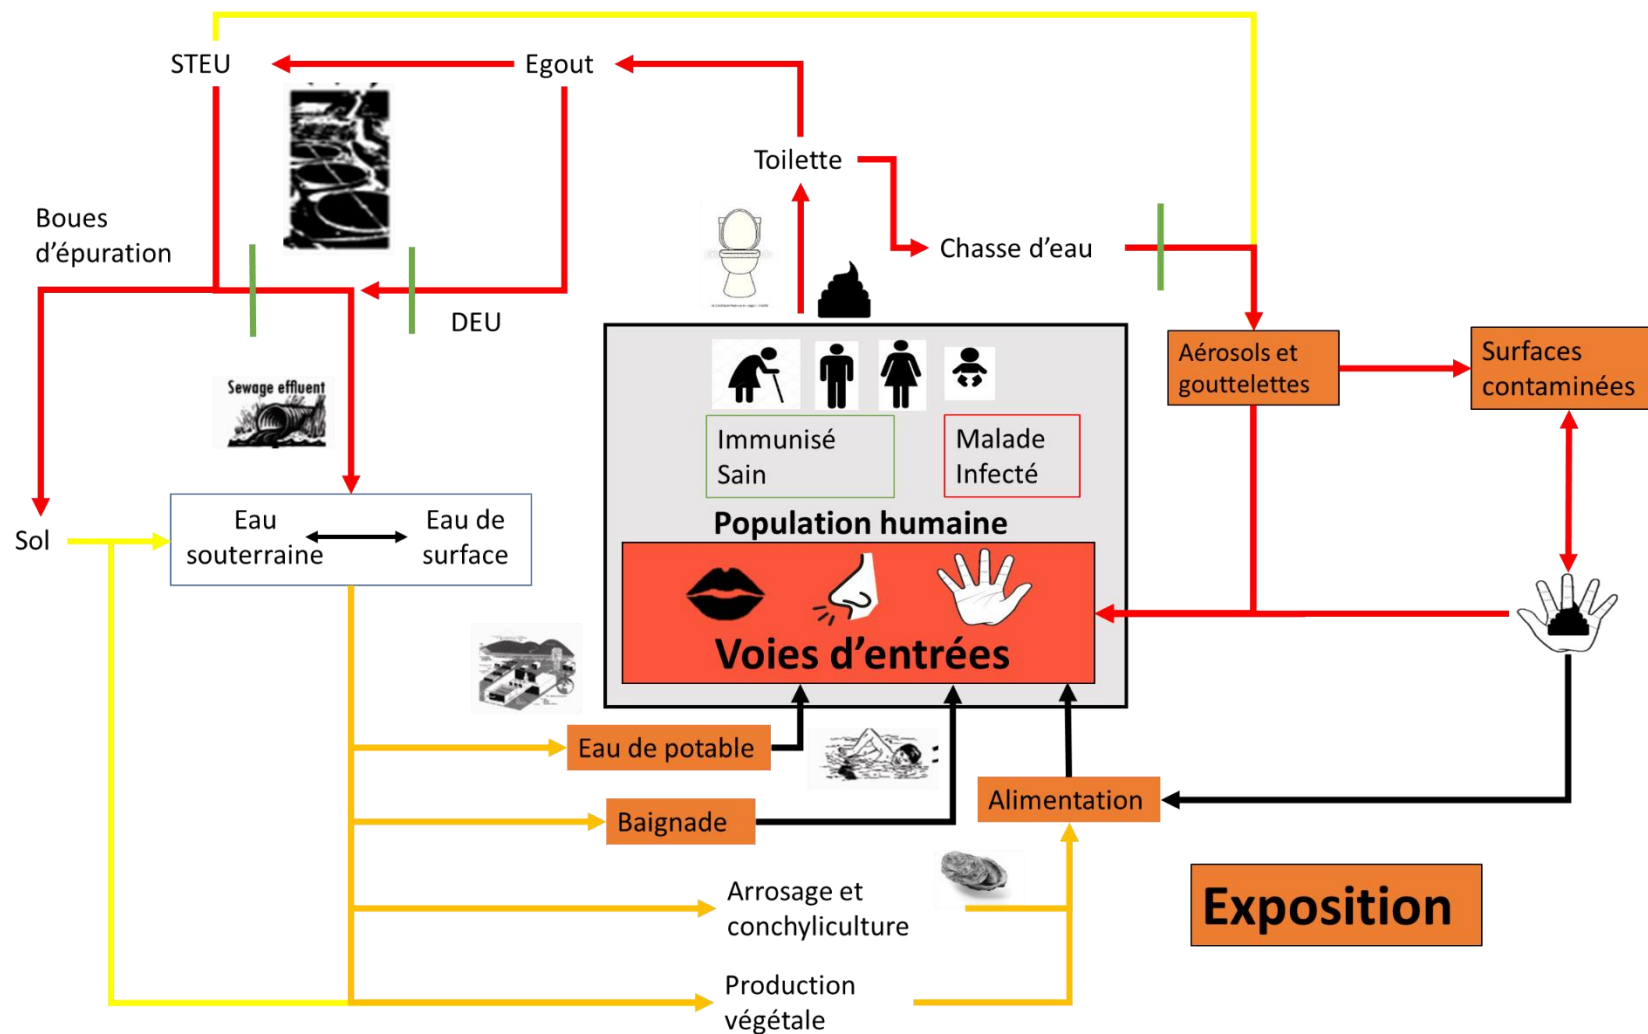 STEU
Egout
Toilette
Boues
d'épuration
Chasse d'eau
DEU
Aérosols et
gouttelettes
Surfaces
contaminées
Sewage effluent
Immunisé
Sain
Malade
Infecté
Population humaine
Sol
Eau
souterraine
Eau de
surface
Voies d'entrées
Eau de potable
Baignade
Alimentation
Arrosage et
conchyliculture
Exposition
Production
végétale